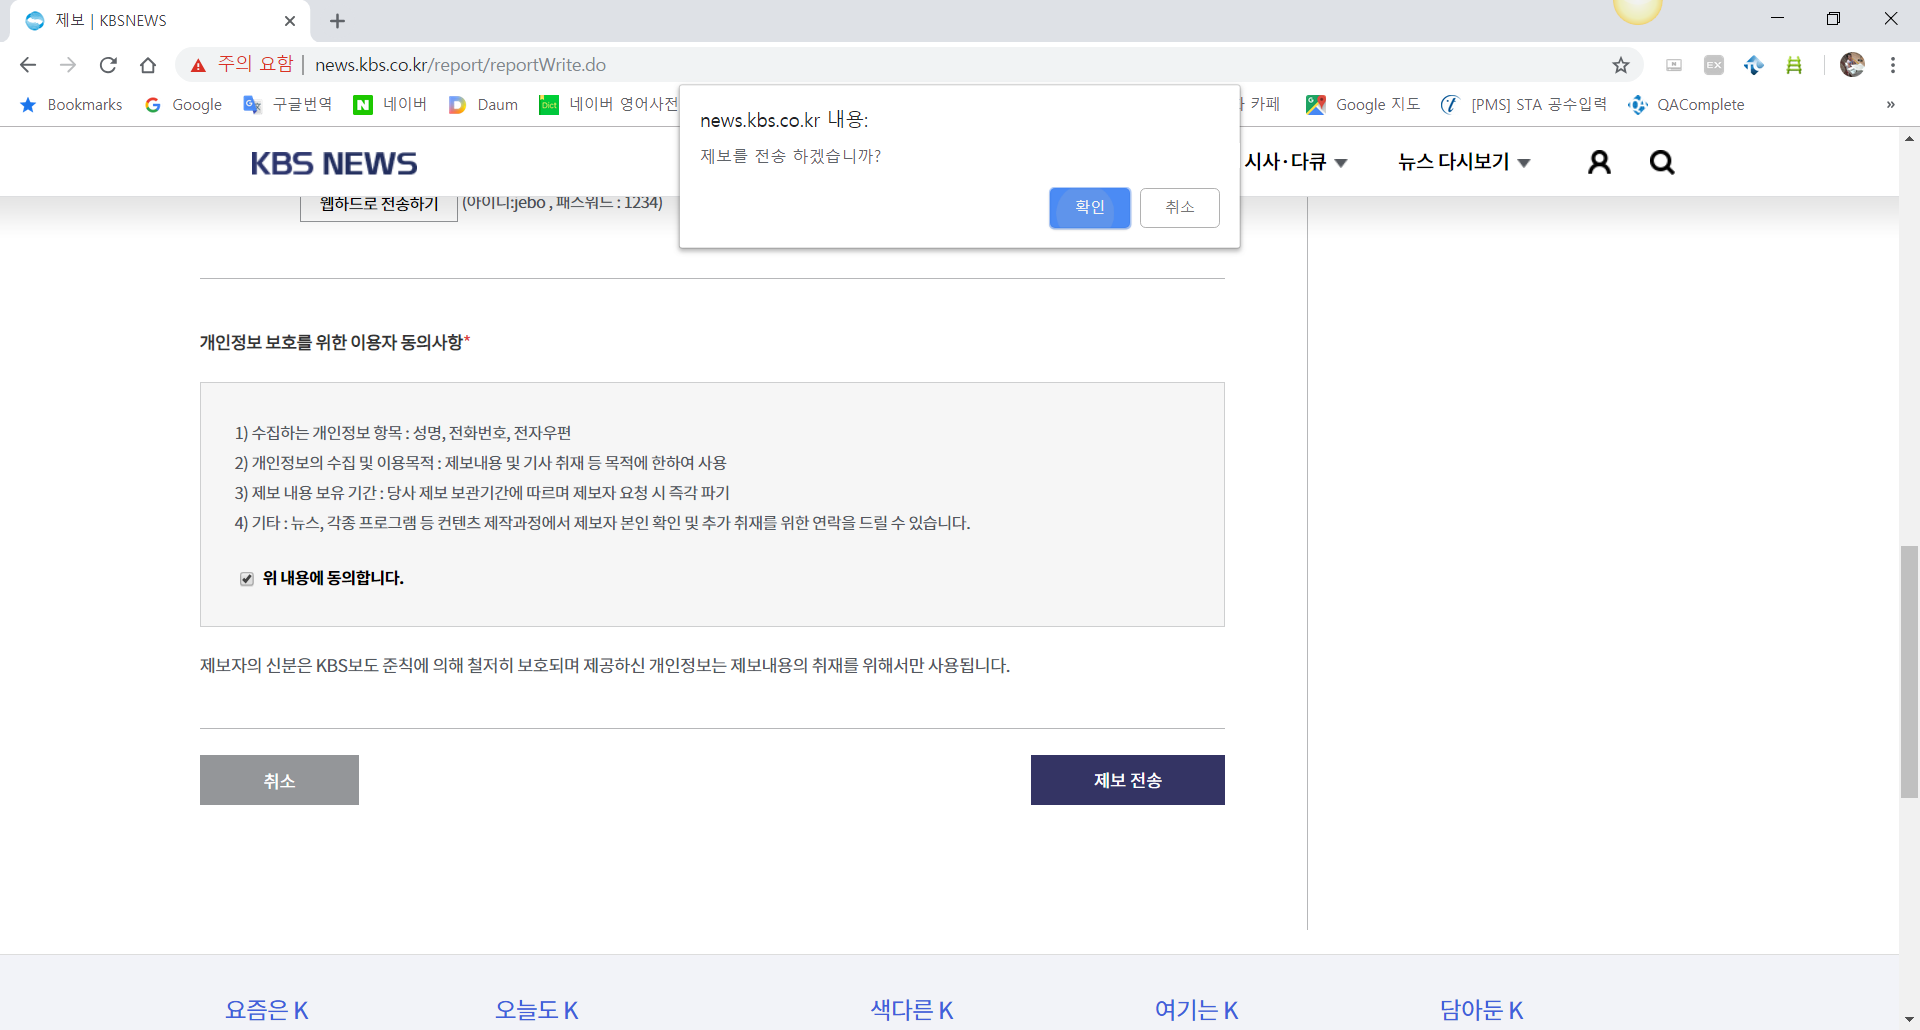 제보 | KBSNEWS
주의 요함 | news.kbs.co.kr/report/reportWrite.do
Bookmarks Google 구글번역 네이버 Daum 네이버 영어사전 카페 Google 지도 [PMS] STA 공수입력 QAComplete »
news.kbs.co.kr 내용:
제보를 전송 하겠습니까?
확인 취소
KBS NEWS 시사·다큐 뉴스 다시보기
웹하드로 전송하기 (아이디:jebo , 패스워드 : 1234)
개인정보 보호를 위한 이용자 동의사항*
1) 수집하는 개인정보 항목 : 성명, 전화번호, 전자우편
2) 개인정보의 수집 및 이용목적 : 제보내용 및 기사 취재 등 목적에 한하여 사용
3) 제보 내용 보유 기간 : 당사 제보 보관기간에 따르며 제보자 요청 시 즉각 파기
4) 기타 : 뉴스, 각종 프로그램 등 컨텐츠 제작과정에서 제보자 본인 확인 및 추가 취재를 위한 연락을 드릴 수 있습니다.
위 내용에 동의합니다.
제보자의 신분은 KBS보도 준칙에 의해 철저히 보호되며 제공하신 개인정보는 제보내용의 취재를 위해서만 사용됩니다.
취소 제보 전송
요즘은 K 오늘도 K 색다른 K 여기는 K 담아둔 K